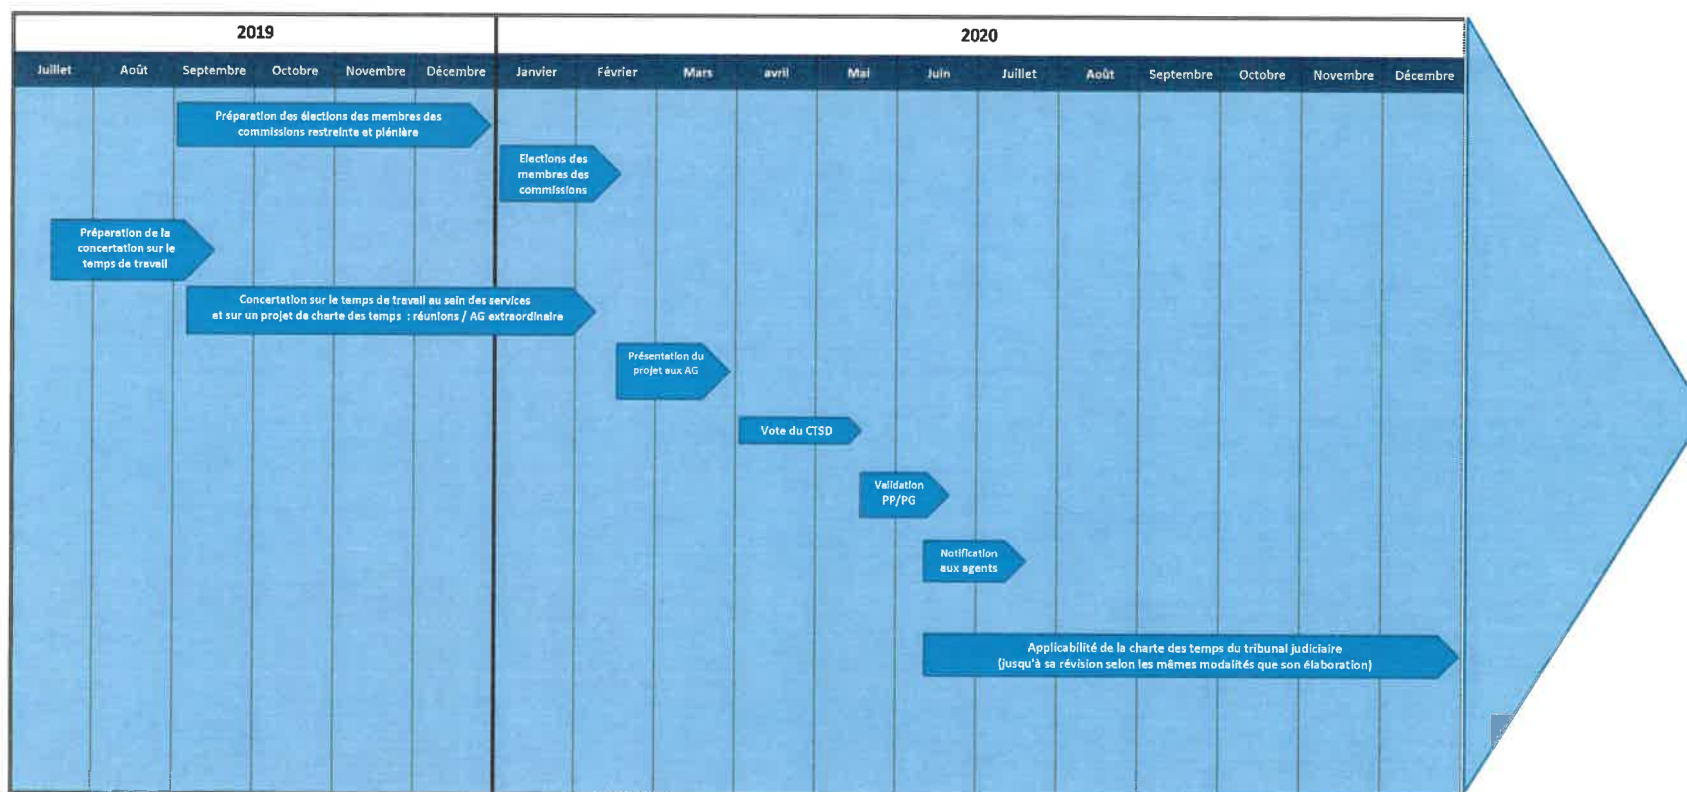 2019
2020
Juillet
Août
Septembre
Octobre
Novembre
Décembre
Janvier
Février
Mars
avril
Mai
Juin
Juillet
Août
Septembre
Octobre
Novembre
Décembre
Préparation des élections des membres des
commissions restreinte et plénière
Elections des
membres des
commissions
Préparation de la
concertation sur le
temps de travail
Concertation sur le temps de travail au sein des services
et sur un projet de charte des temps : réunions / AG extraordinaire
Présentation du
projet aux AG
Vote du CTSD
Validation
PP/PG
Notification
aux agents
Applicabilité de la charte des temps du tribunal judiciaire
(jusqu'à sa révision selon les mêmes modalités que son élaboration)